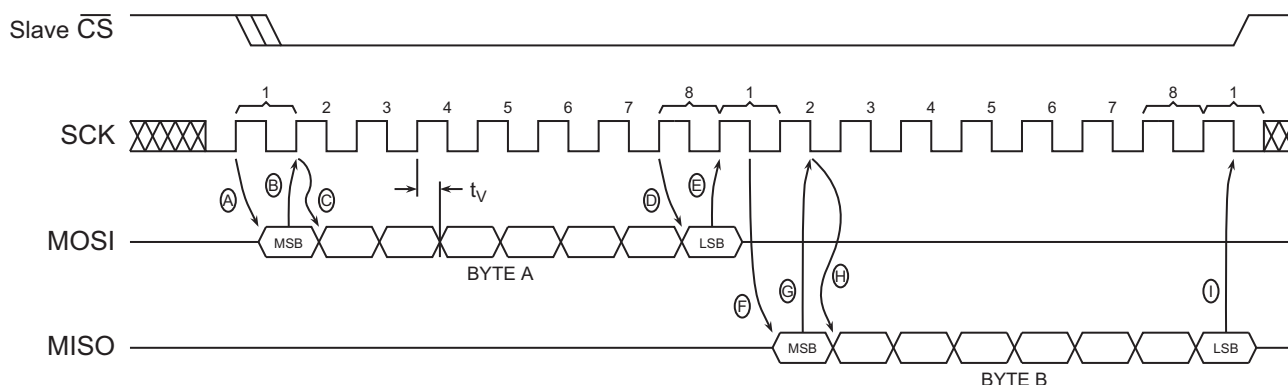 Slave CS
1 2 3 4 5 6 7 8 1 2 3 4 5 6 7 8 1
SCK
A B C tV D E
MOSI MSB LSB
BYTE A
F G H I
MISO MSB LSB
BYTE B